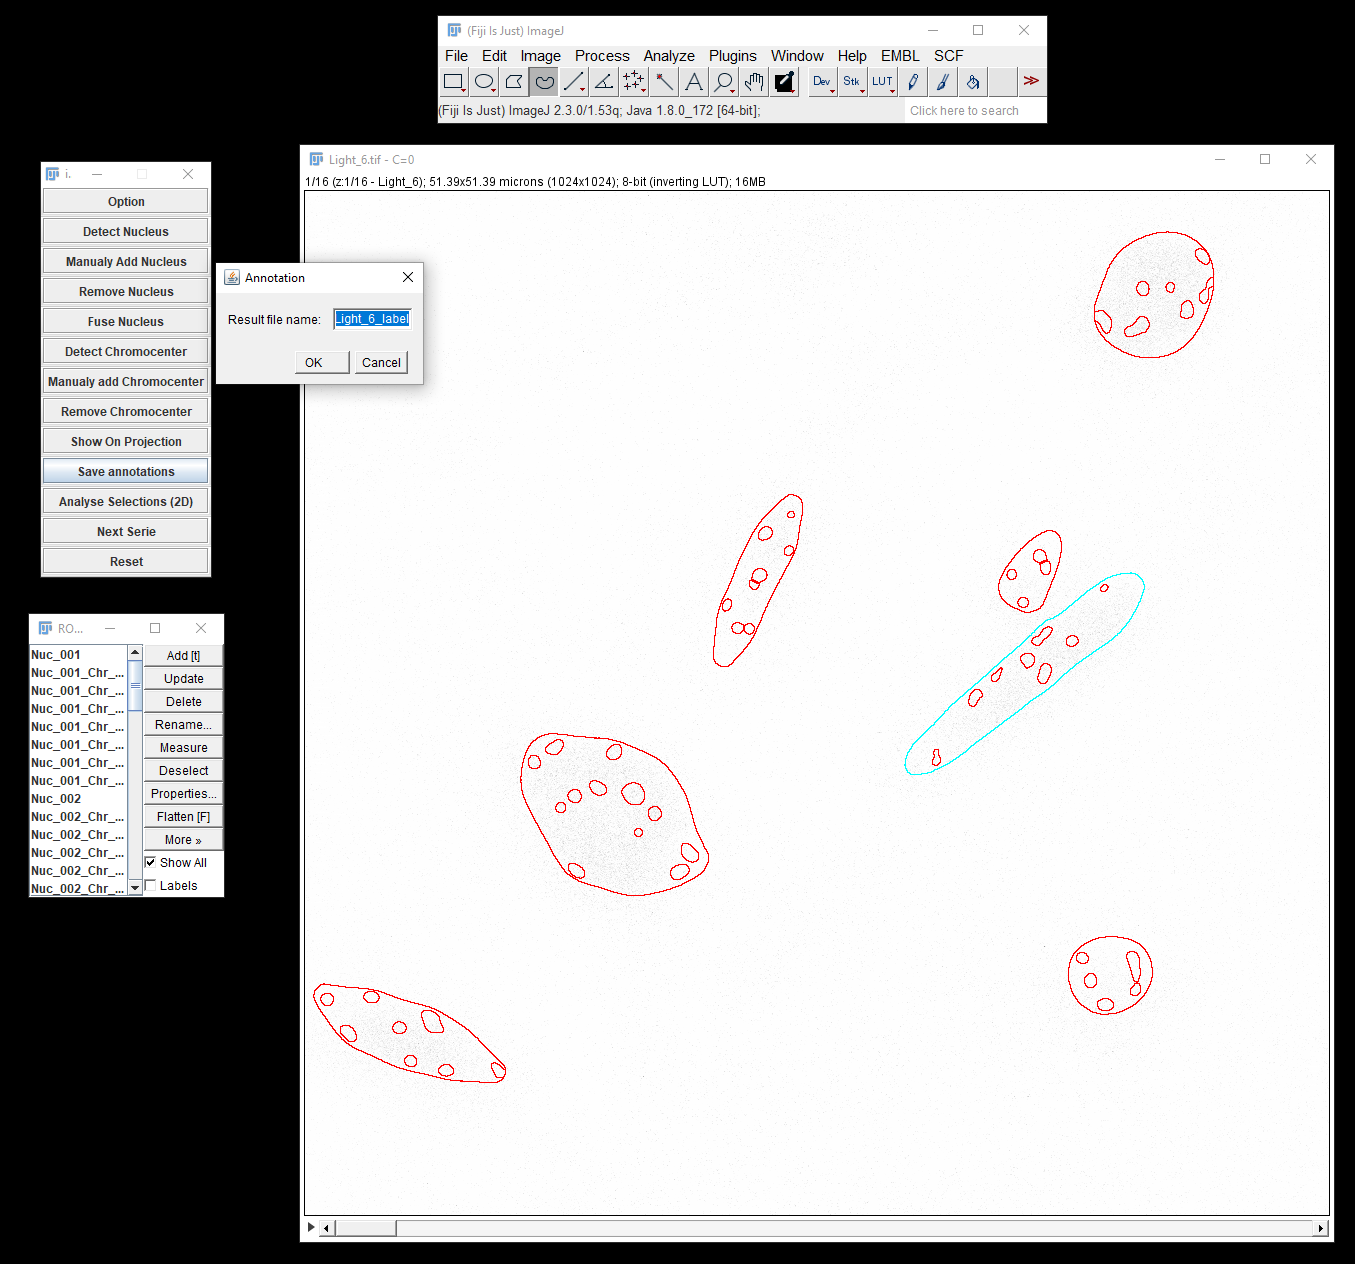 (Fiji Is Just) ImageJ
File Edit Image Process Analyze Plugins Window Help EMBL SCF
Dev Stk LUT
(Fiji Is Just) ImageJ 2.3.0/1.53q; Java 1.8.0_172 [64-bit];
Click here to search
Light_6.tif - C=0
1/16 (z:1/16 - Light_6); 51.39x51.39 microns (1024x1024); 8-bit (inverting LUT); 16MB
i.
Option
Detect Nucleus
Manualy Add Nucleus
Remove Nucleus
Fuse Nucleus
Detect Chromocenter
Manualy add Chromocenter
Remove Chromocenter
Show On Projection
Save annotations
Analyse Selections (2D)
Next Serie
Reset
Annotation
Result file name: Light_6_label
OK Cancel
RO...
Nuc_001
Nuc_001_Chr_...
Nuc_001_Chr_...
Nuc_001_Chr_...
Nuc_001_Chr_...
Nuc_001_Chr_...
Nuc_001_Chr_...
Nuc_001_Chr_...
Nuc_002
Nuc_002_Chr_...
Nuc_002_Chr_...
Nuc_002_Chr_...
Nuc_002_Chr_...
Nuc_002_Chr_...
Add [t]
Update
Delete
Rename...
Measure
Deselect
Properties...
Flatten [F]
More »
Show All
Labels